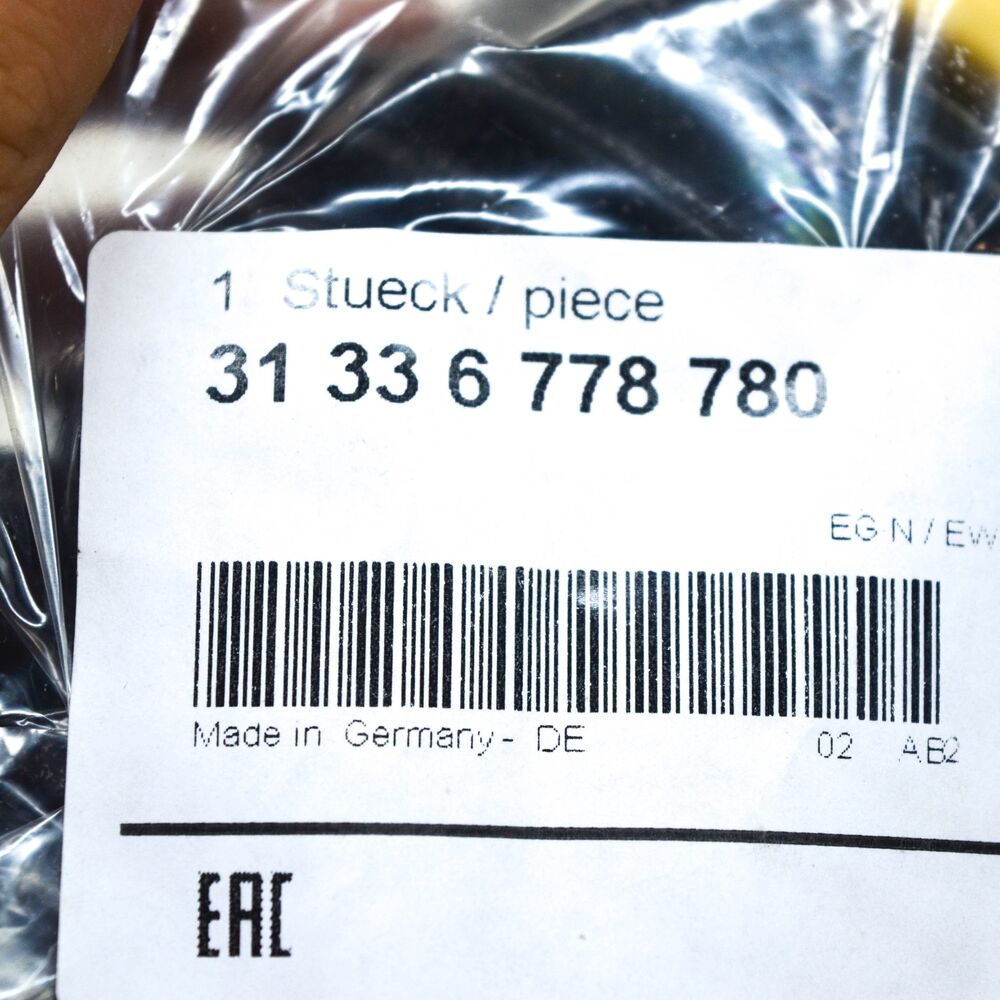 1 Stueck / piece
31 33 6 778 780
EG N / EW
Made in Germany - DE 02 AB2
EAC